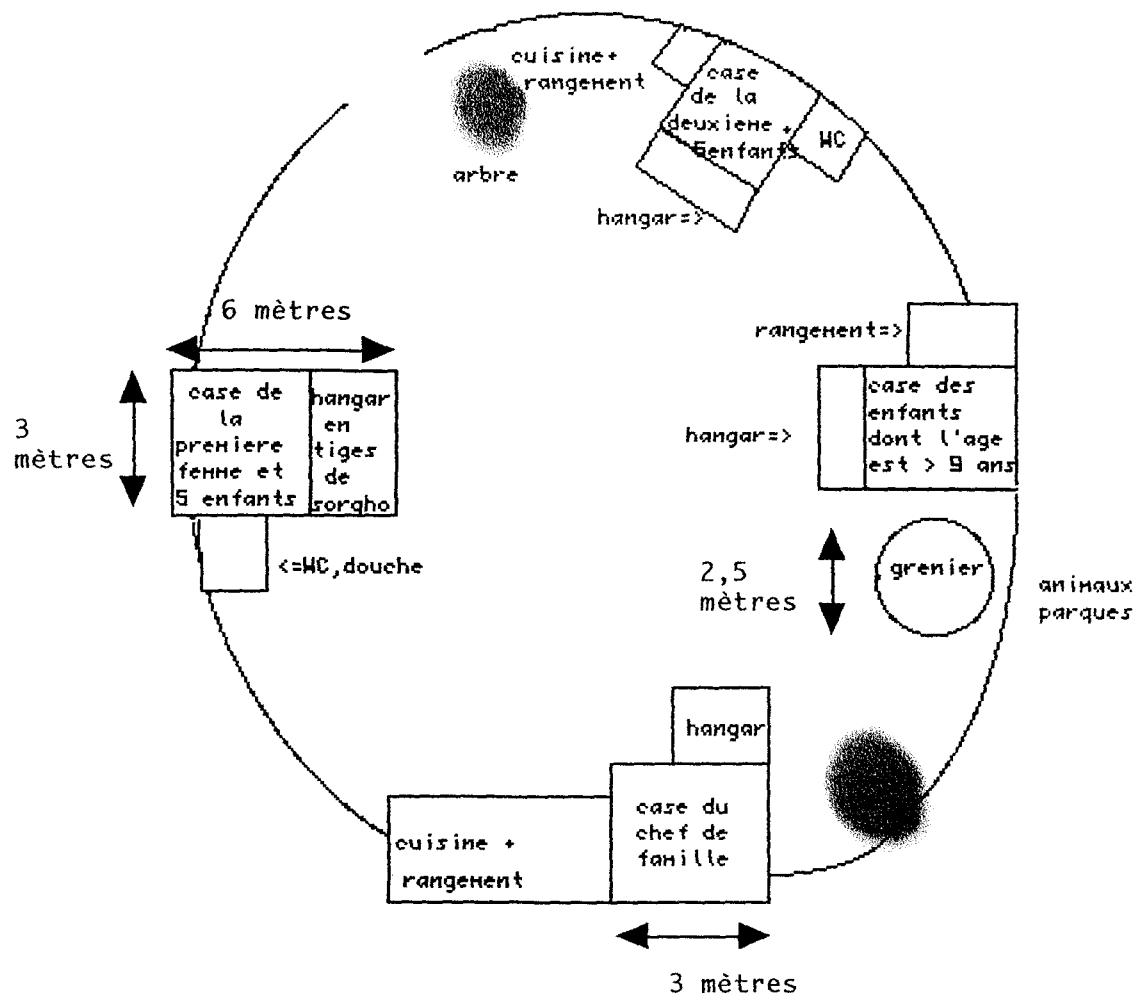 cuisine+
rangement
arbre
case
de la
deuxieme +
5enfants
WC
hangar=>
6 mètres
rangement=>
3
mètres
case de
la
premiere
femme et
5 enfants
hangar
en
tiges
de
sorgho
hangar=>
case des
enfants
dont l'age
est > 9 ans
<=WC,douche
2,5
mètres
grenier
animaux
parques
hangar
case du
chef de
famille
cuisine +
rangement
3 mètres